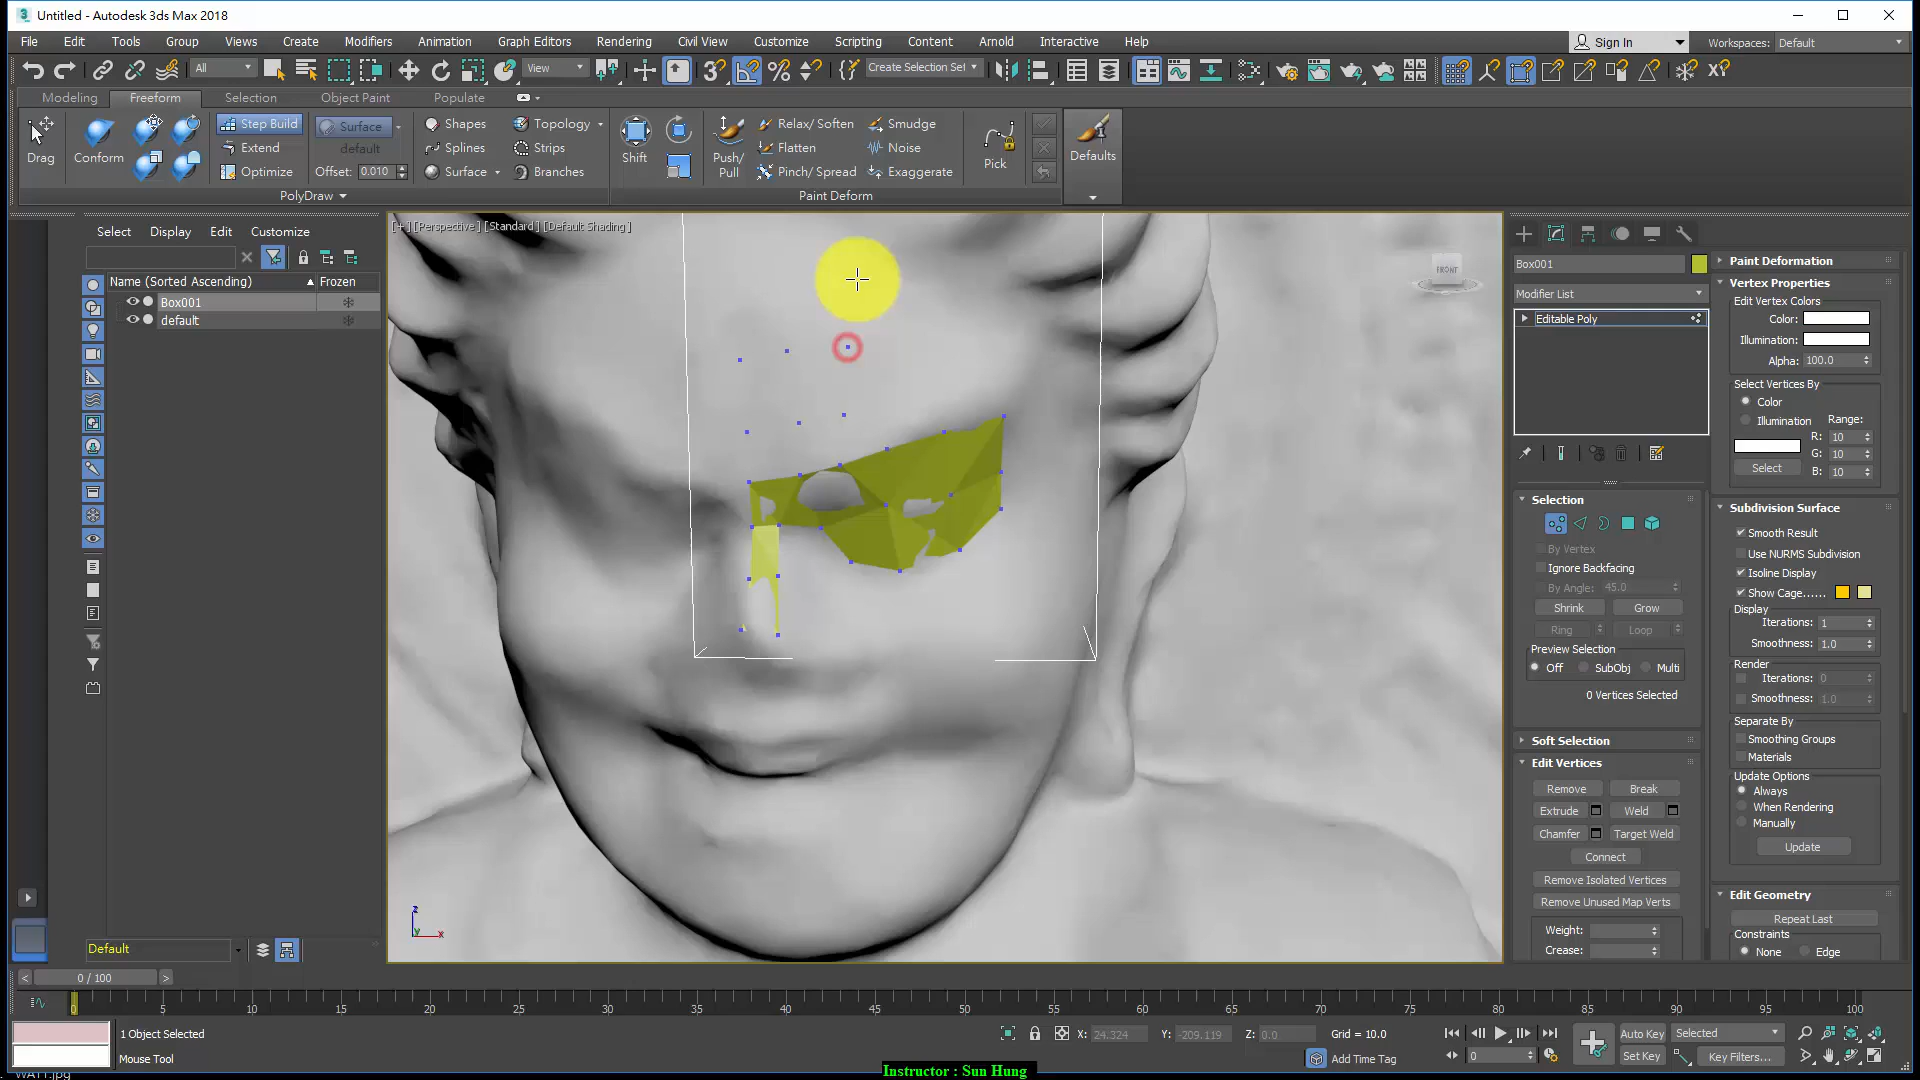 Untitled - Autodesk 3ds Max 2018
File Edit Tools Group Views Create Modifiers Animation Graph Editors Rendering Civil View Customize Scripting Content Arnold Interactive Help
Sign In Workspaces: Default
All View Create Selection Set
Modeling Freeform Selection Object Paint Populate
Drag Conform Step Build Extend Optimize
Surface default Offset: 0.010
Shapes Splines Surface Topology Strips Branches
Shift Push/ Pull Relax/ Soften Flatten Pinch/ Spread Smudge Noise Exaggerate
Pick Defaults
PolyDraw Paint Deform
Select Display Edit Customize
Name (Sorted Ascending) Frozen
Box001
default
[+] [Perspective] [Standard] [Default Shading]
FRONT
z
y x
Box001
Modifier List
Editable Poly
Selection
By Vertex
Ignore Backfacing
By Angle: 45.0
Shrink Grow
Ring Loop
Preview Selection
Off SubObj Multi
0 Vertices Selected
Soft Selection
Edit Vertices
Remove Break
Extrude Weld
Chamfer Target Weld
Connect
Remove Isolated Vertices
Remove Unused Map Verts
Weight:
Crease:
Paint Deformation
Vertex Properties
Edit Vertex Colors
Color:
Illumination:
Alpha: 100.0
Select Vertices By
Color
Illumination Range:
R: 10
G: 10
B: 10
Select
Subdivision Surface
Smooth Result
Use NURMS Subdivision
Isoline Display
Show Cage......
Display
Iterations: 1
Smoothness: 1.0
Render
Iterations: 0
Smoothness: 1.0
Separate By
Smoothing Groups
Materials
Update Options
Always
When Rendering
Manually
Update
Edit Geometry
Repeat Last
Constraints
None Edge
Default
< 0 / 100 >
0 5 10 15 20 25 30 35 40 45 50 55 60 65 70 75 80 85 90 95 100
1 Object Selected
Mouse Tool
X: 24.324 Y: -209.119 Z: 0.0 Grid = 10.0
Add Time Tag
0
Auto Key Selected
Set Key Key Filters...
Instructor : Sun Hung